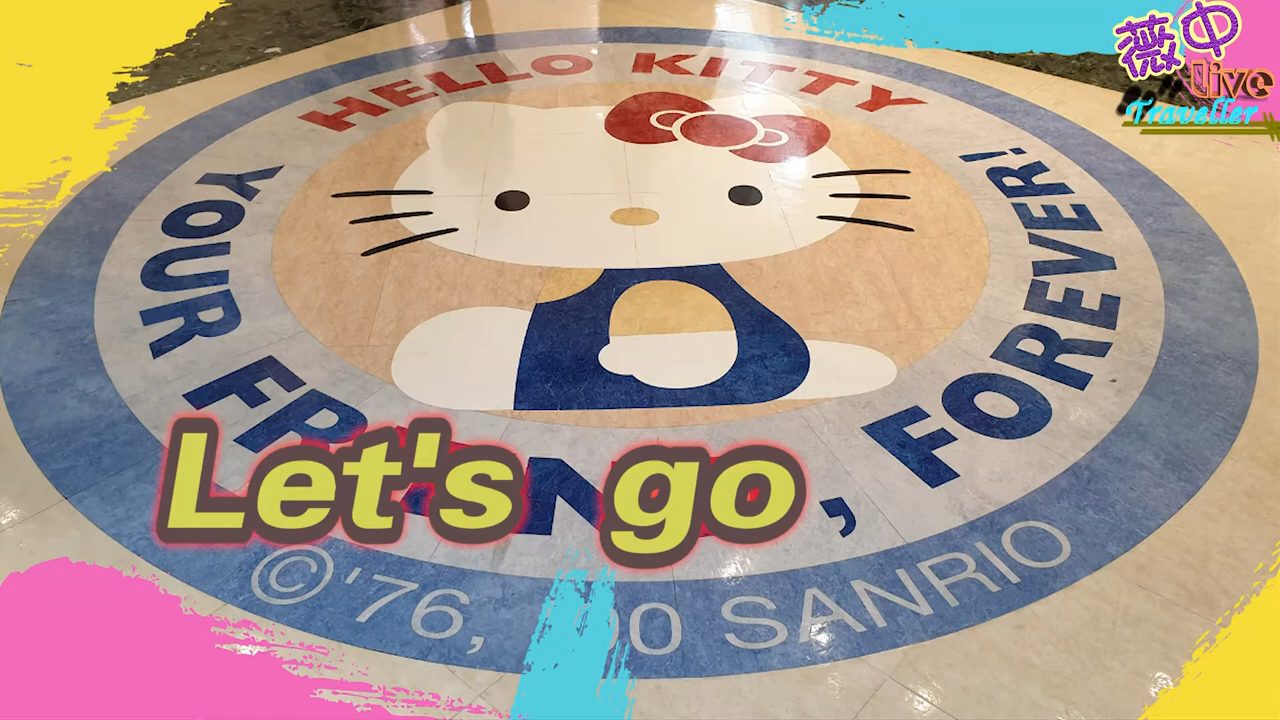 薇中
Live
Traveller
HELLO KITTY
YOUR FR N , FOREVER!
Let's go
©'76, 0 SANRIO